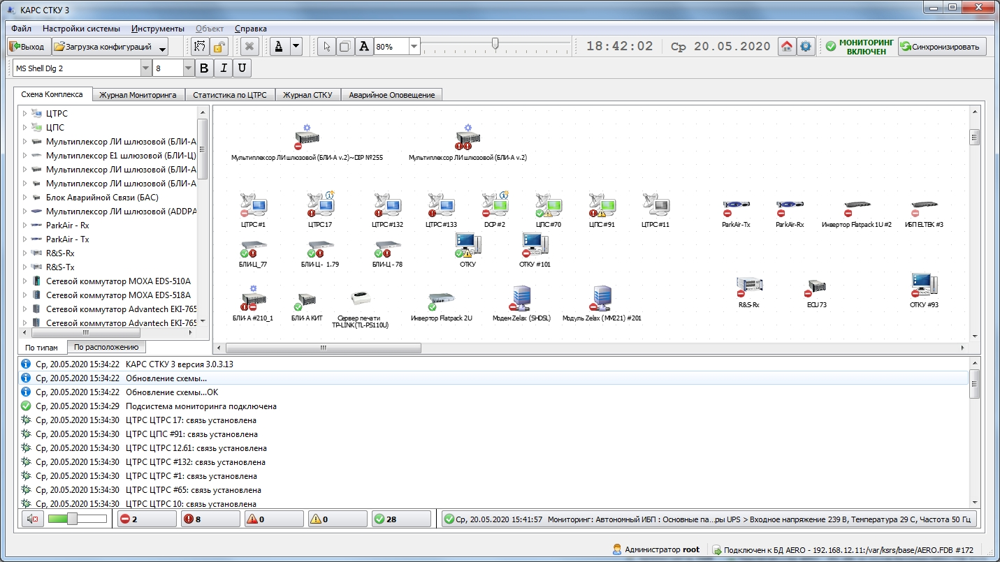 КАРС СТКУ 3
Файл Настройки системы Инструменты Объект Справка
Выход Загрузка конфигураций A A 80% 18:42:02 Ср 20.05.2020 МОНИТОРИНГ ВКЛЮЧЕН Синхронизировать
MS Shell Dlg 2 8 B I U
Схема Комплекса Журнал Мониторинга Статистика по ЦТРС Журнал СТКУ Аварийное Оповещение
ЦТРС
ЦПС
Мультиплексор ЛИ шлюзовой (БЛИ-А
Мультиплексор Е1 шлюзовой (БЛИ-Ц)
Мультиплексор ЛИ шлюзовой (БЛИ-А
Мультиплексор ЛИ шлюзовой (БЛИ-А
Блок Аварийной Связи (БАС)
Мультиплексор ЛИ шлюзовой (ADDPA
ParkAir - Rx
ParkAir - Tx
R&S-Rx
R&S-Tx
Сетевой коммутатор MOXA EDS-510A
Сетевой коммутатор MOXA EDS-518A
Сетевой коммутатор Advantech EKI-765
Сетевой коммутатор Advantech EKI-765
По типам По расположению
Мультиплексор ЛИ шлюзовой (БЛИ-А v.2)~DIP №255 Мультиплексор ЛИ шлюзовой (БЛИ-А v.2)
ЦТРС #1 ЦТРС 17 ЦТРС #132 ЦТРС #133 DCP #2 ЦПС #70 ЦПС #91 ЦТРС #11 ParkAir-Tx ParkAir-Rx Инвертор Flatpack 1U #2 ИБП ELTEK #3
БЛИ-Ц_77 БЛИ-Ц - 1.79 БЛИ-Ц - 78 ОТКУ ОТКУ #101
БЛИ-А #210_1 БЛИ-А КИТ Сервер печати Инвертор Flatpack 2U Модем Zelax (SHDSL) Модуль Zelax (MM221) #201 R&S-Rx ECU 73 ОТКУ #93
TP-LINK(TL-PS110U)
Ср, 20.05.2020 15:34:22 КАРС СТКУ 3 версия 3.0.3.13
Ср, 20.05.2020 15:34:22 Обновление схемы...
Ср, 20.05.2020 15:34:22 Обновление схемы...ОК
Ср, 20.05.2020 15:34:29 Подсистема мониторинга подключена
Ср, 20.05.2020 15:34:30 ЦТРС ЦТРС 17: связь установлена
Ср, 20.05.2020 15:34:30 ЦТРС ЦПС #91: связь установлена
Ср, 20.05.2020 15:34:30 ЦТРС ЦТРС 12.61: связь установлена
Ср, 20.05.2020 15:34:30 ЦТРС ЦТРС #132: связь установлена
Ср, 20.05.2020 15:34:30 ЦТРС ЦТРС #1: связь установлена
Ср, 20.05.2020 15:34:30 ЦТРС ЦТРС #65: связь установлена
Ср, 20.05.2020 15:34:30 ЦТРС ЦТРС 10: связь установлена
2 8 0 0 28 Ср, 20.05.2020 15:41:57 Мониторинг: Автономный ИБП : Основные па...ры UPS > Входное напряжение 239 В, Температура 29 С, Частота 50 Гц
Администратор root Подключен к БД AERO - 192.168.12.11:/var/ksrs/base/AERO.FDB #172